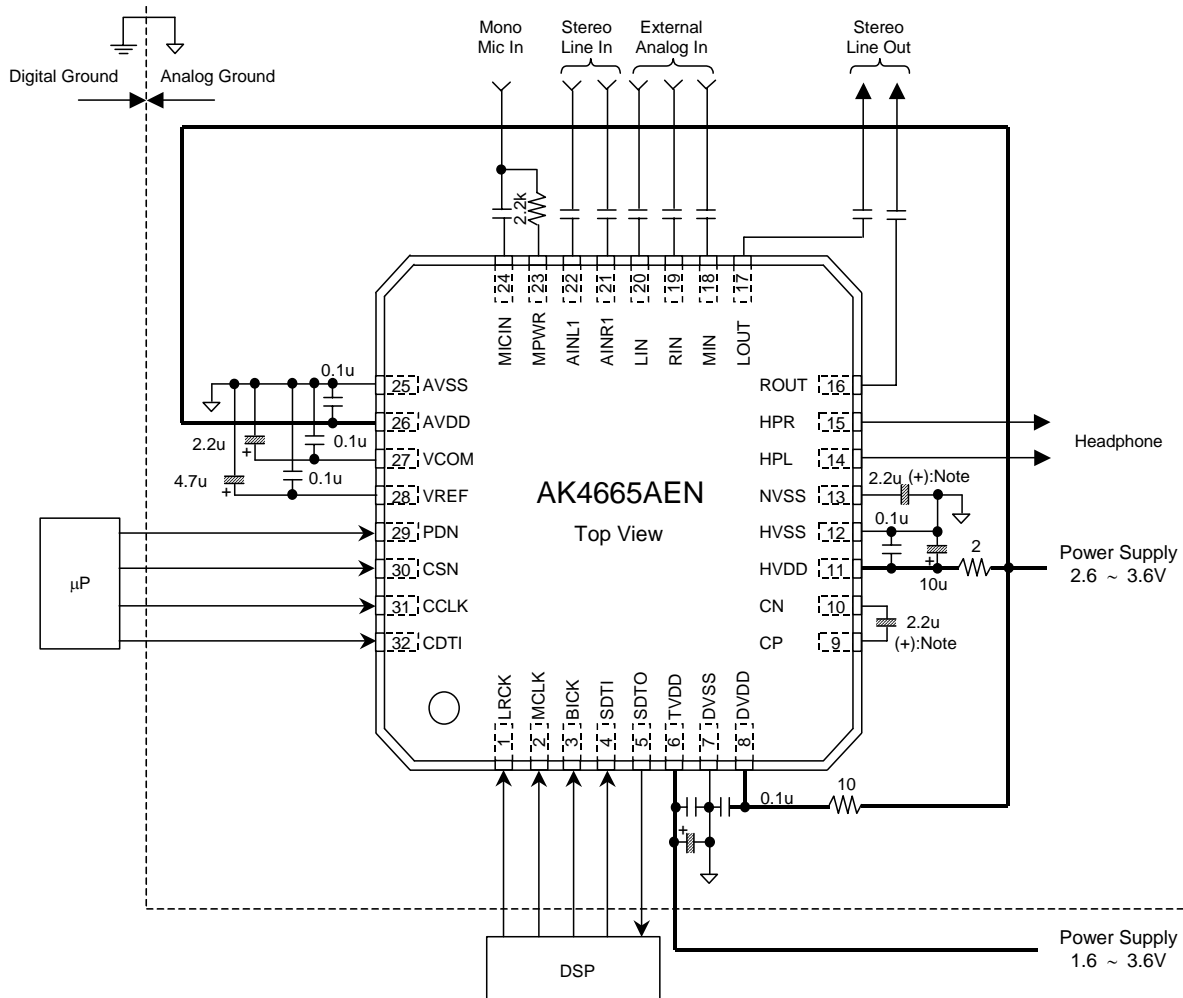 Mono
Mic In
Stereo
Line In
External
Analog In
Stereo
Line Out
Digital Ground
Analog Ground
2.2k
24
23
22
21
20
19
18
17
MICIN
MPWR
AINL1
AINR1
LIN
RIN
MIN
LOUT
0.1u
25 AVSS
26 AVDD
27 VCOM
28 VREF
29 PDN
30 CSN
31 CCLK
32 CDTI
2.2u
+
0.1u
4.7u
+
0.1u
µP
AK4665AEN
Top View
ROUT 16
HPR 15
HPL 14
NVSS 13
HVSS 12
HVDD 11
CN 10
CP 9
Headphone
2.2u (+):Note
0.1u
2
+
10u
Power Supply
2.6 ~ 3.6V
2.2u
(+):Note
LRCK
MCLK
BICK
SDTI
SDTO
TVDD
DVSS
DVDD
1
2
3
4
5
6
7
8
0.1u
10
+
DSP
Power Supply
1.6 ~ 3.6V